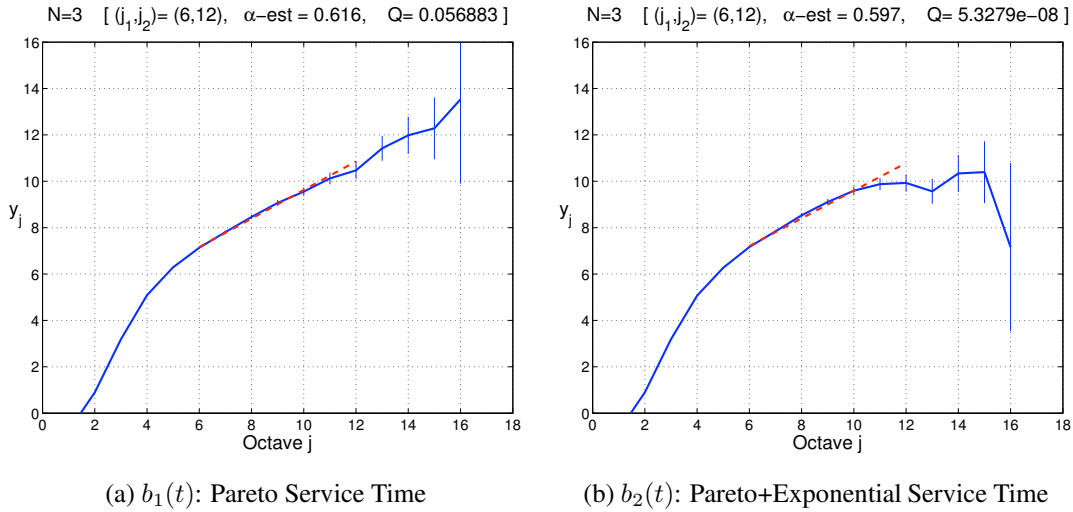 N=3 [ (j₁,j₂)= (6,12), α-est = 0.616, Q= 0.056883 ]
16
14
12
10
8
6
4
2
0
y_j
0 2 4 6 8 10 12 14 16 18
Octave j
(a) b₁(t): Pareto Service Time
N=3 [ (j₁,j₂)= (6,12), α-est = 0.597, Q= 5.3279e-08 ]
16
14
12
10
8
6
4
2
0
y_j
0 2 4 6 8 10 12 14 16 18
Octave j
(b) b₂(t): Pareto+Exponential Service Time